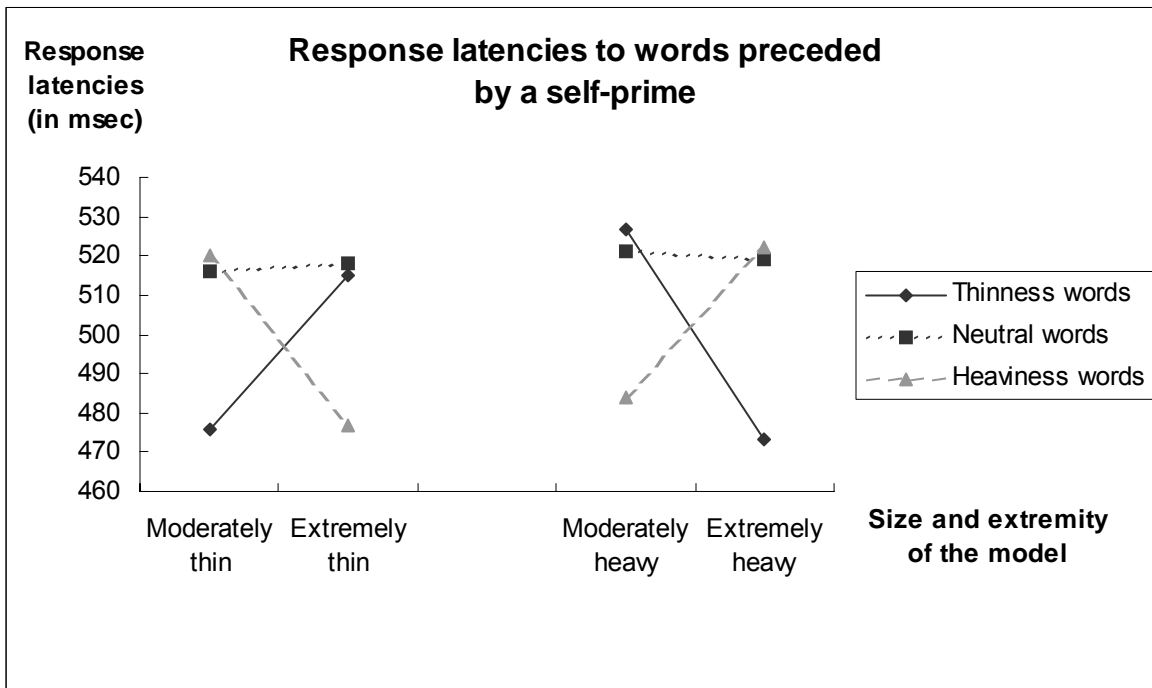 Response
latencies
(in msec)
Response latencies to words preceded
by a self-prime
540
530
520
510
500
490
480
470
460
Moderately
thin
Extremely
thin
Moderately
heavy
Extremely
heavy
Size and extremity
of the model
Thinness words
Neutral words
Heaviness words